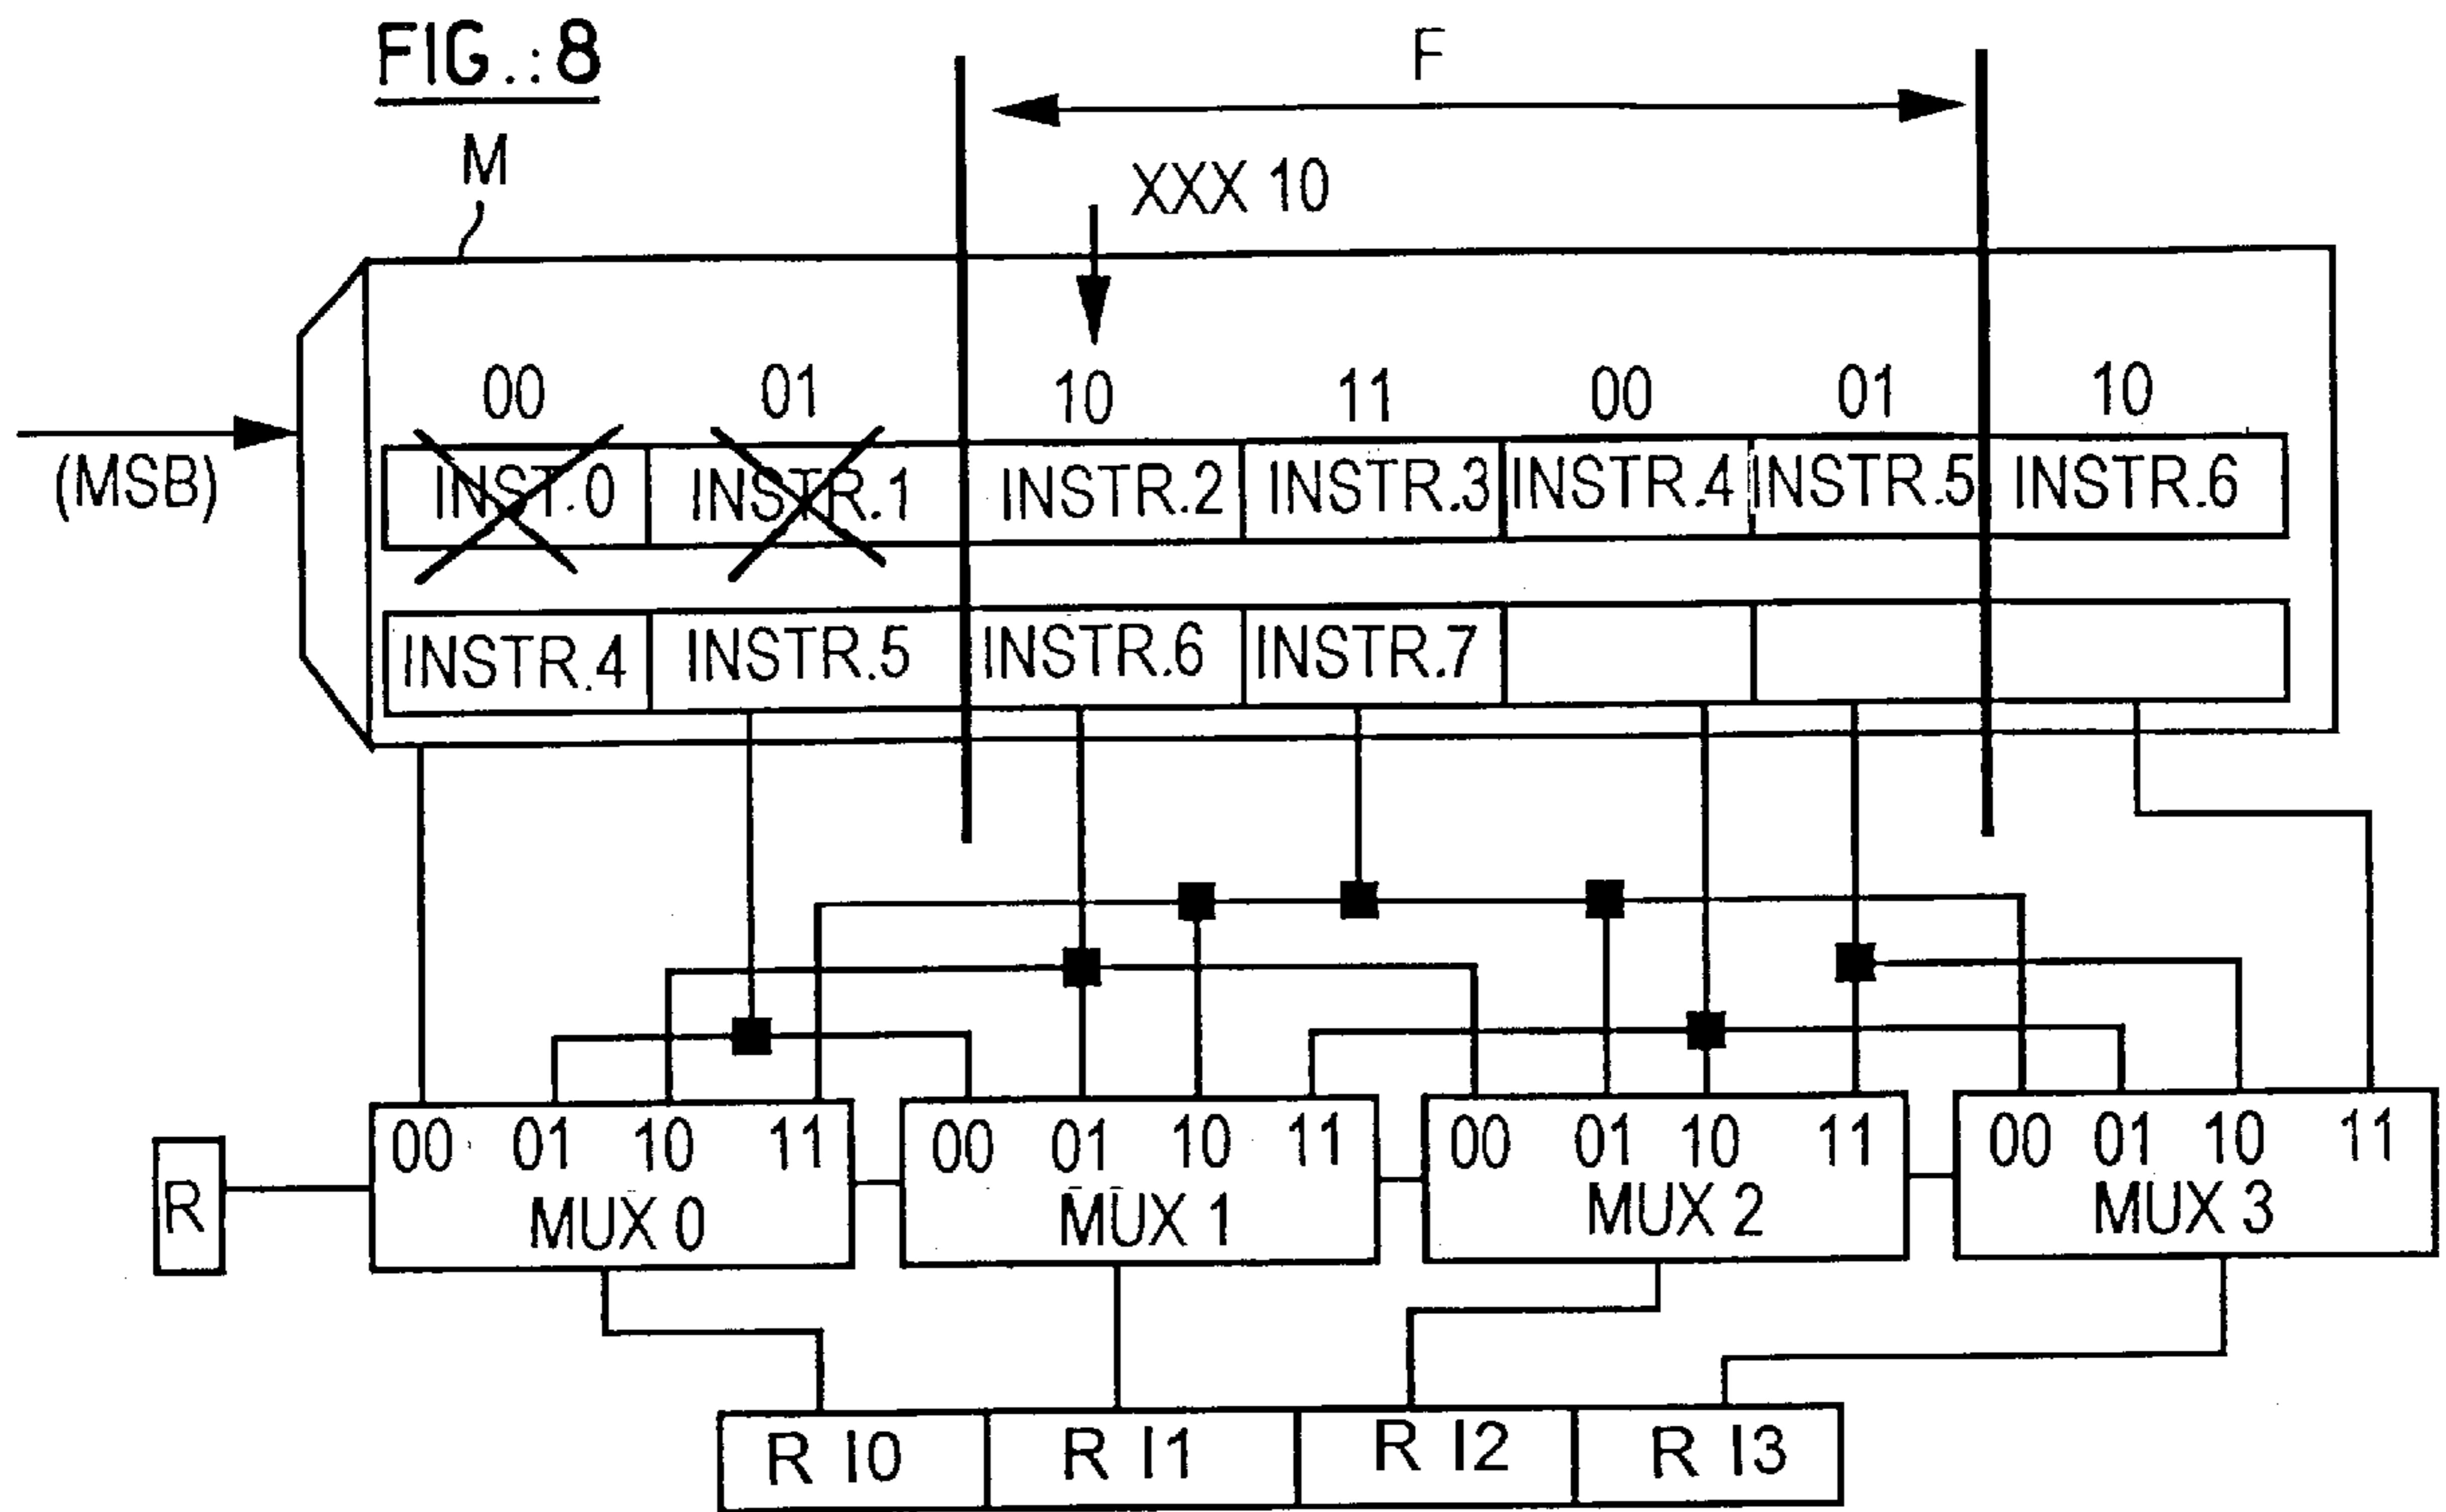 FIG.:8
F
M
XXX 10
00 01 10 11 00 01 10
(MSB)
INST.0 INSTR.1 INSTR.2 INSTR.3 INSTR.4 INSTR.5 INSTR.6
INSTR.4 INSTR.5 INSTR.6 INSTR.7
00 01 10 11 00 01 10 11 00 01 10 11 00 01 10 11
R MUX 0 MUX 1 MUX 2 MUX 3
R I0 R I1 R I2 R I3